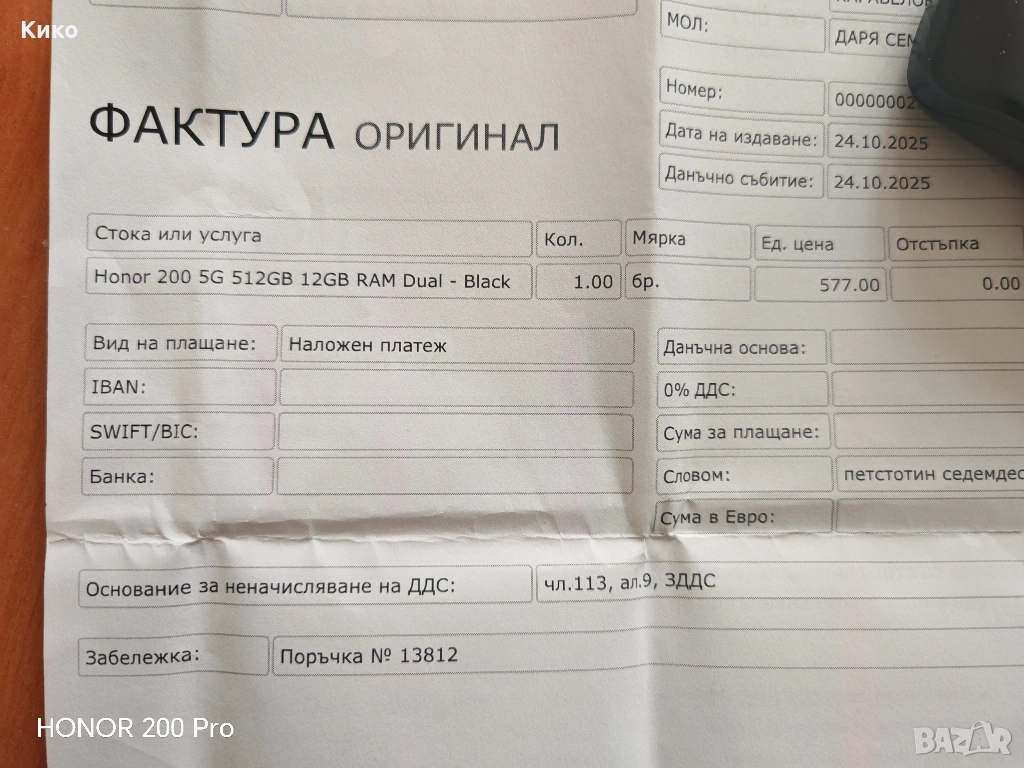 Кико
МОЛ:
ДАРЯ
Номер:
Дата на издаване: 24.10.2025
Данъчно събитие: 24.10.2025
ФАКТУРА ОРИГИНАЛ
Стока или услуга Кол. Мярка Ед. цена Отстъпка
Honor 200 5G 512GB 12GB RAM Dual - Black 1.00 бр. 577.00 0.00
Вид на плащане: Наложен платеж Данъчна основа:
IBAN: 0% ДДС:
SWIFT/BIC: Сума за плащане:
Банка: Словом: петстотин
Сума в Евро:
Основание за неначисляване на ДДС: чл.113, ал.9, ЗДДС
Забележка: Поръчка № 13812
HONOR 200 Pro
BAZAR